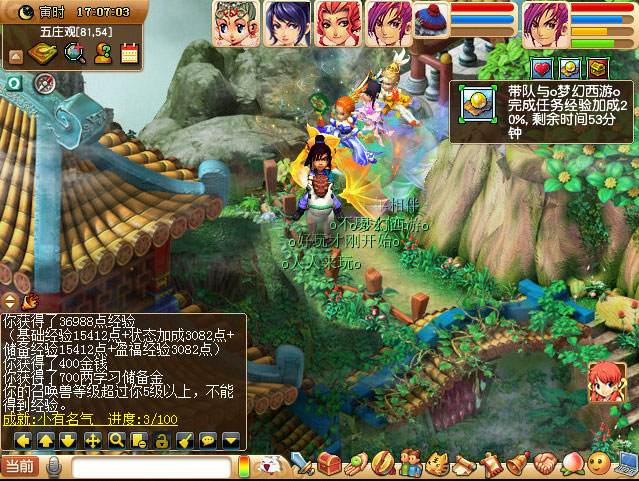 寅时 17:07:03
五庄观[81,54]
带队与o梦幻西游o
完成任务经验加成2
0%,剩余时间53分
钟
相伴
o不梦幻西游o
o好玩才刚开始o
o人人来玩o
你获得了36988点经验
（基础经验15412点+状态加成3082点+
储备经验15412点+盈福经验3082点）
你获得了400金钱
你获得了700两学习储备金
你的召唤兽等级超过你5级以上，不能
得到经验。
成就:小有名气 进度:3/100
当前